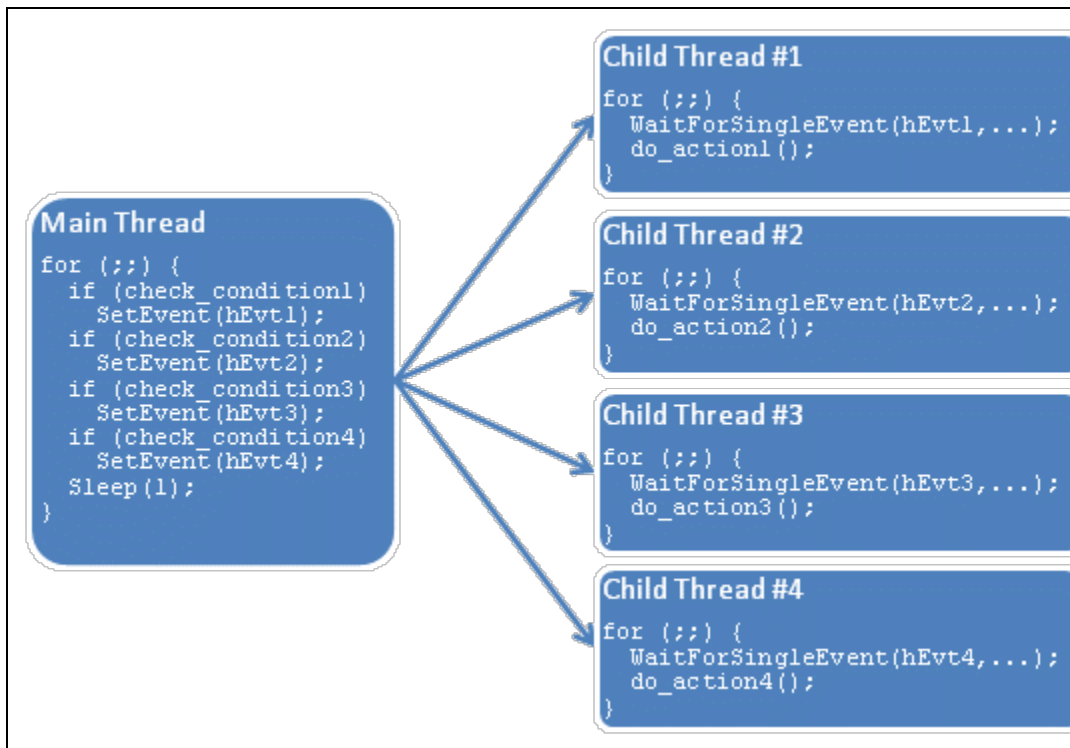 Main Thread
for (;;) {
if (check_condition1)
SetEvent(hEvt1);
if (check_condition2)
SetEvent(hEvt2);
if (check_condition3)
SetEvent(hEvt3);
if (check_condition4)
SetEvent(hEvt4);
Sleep(1);
}
Child Thread #1
for (;;) {
WaitForSingleEvent(hEvt1,...);
do_action1();
}
Child Thread #2
for (;;) {
WaitForSingleEvent(hEvt2,...);
do_action2();
}
Child Thread #3
for (;;) {
WaitForSingleEvent(hEvt3,...);
do_action3();
}
Child Thread #4
for (;;) {
WaitForSingleEvent(hEvt4,...);
do_action4();
}